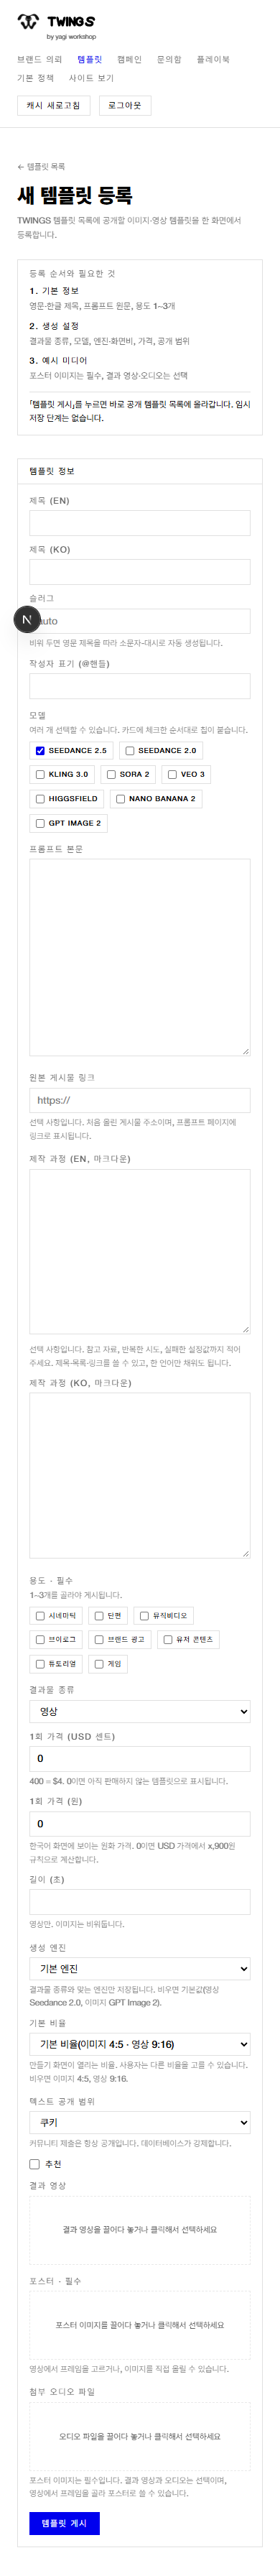 TWINGS
by yagi workshop
브랜드 의뢰 템플릿 캠페인 문의함 플레이북
기본 정책 사이트 보기
캐시 새로고침 로그아웃
← 템플릿 목록
새 템플릿 등록
TWINGS 템플릿 목록에 공개할 이미지·영상 템플릿을 한 화면에서
등록합니다.
등록 순서와 필요한 것
1. 기본 정보
영문·한글 제목, 프롬프트 원문, 용도 1~3개
2. 생성 설정
결과물 종류, 모델, 엔진·화면비, 가격, 공개 범위
3. 예시 미디어
포스터 이미지는 필수, 결과 영상·오디오는 선택
「템플릿 게시」를 누르면 바로 공개 템플릿 목록에 올라갑니다. 임시
저장 단계는 없습니다.
템플릿 정보
제목 (EN)
제목 (KO)
슬러그
N
auto
비워 두면 영문 제목을 따라 소문자-대시로 자동 생성됩니다.
작성자 표기 (@핸들)
모델
여러 개 선택할 수 있습니다. 카드에 체크한 순서대로 칩이 붙습니다.
SEEDANCE 2.5 SEEDANCE 2.0
KLING 3.0 SORA 2 VEO 3
HIGGSFIELD NANO BANANA 2
GPT IMAGE 2
프롬프트 본문
원본 게시물 링크
https://
선택 사항입니다. 처음 올린 게시물 주소이며, 프롬프트 페이지에
링크로 표시됩니다.
제작 과정 (EN, 마크다운)
선택 사항입니다. 참고 자료, 반복한 시도, 실패한 설정값까지 적어
주세요. 제목·목록·링크를 쓸 수 있고, 한 언어만 채워도 됩니다.
제작 과정 (KO, 마크다운)
용도 · 필수
1~3개를 골라야 게시됩니다.
시네마틱 단편 뮤직비디오
브이로그 브랜드 광고 유저 콘텐츠
튜토리얼 게임
결과물 종류
영상
1회 가격 (USD 센트)
0
400 = $4. 0이면 아직 판매하지 않는 템플릿으로 표시됩니다.
1회 가격 (원)
0
한국어 화면에 보이는 원화 가격. 0이면 USD 가격에서 x,900원
규칙으로 계산합니다.
길이 (초)
영상만. 이미지는 비워둡니다.
생성 엔진
기본 엔진
결과물 종류와 맞는 엔진만 저장됩니다. 비우면 기본값(영상
Seedance 2.0, 이미지 GPT Image 2).
기본 비율
기본 비율(이미지 4:5 · 영상 9:16)
만들기 화면이 열리는 비율. 사용자는 다른 비율을 고를 수 있습니다.
비우면 이미지 4:5, 영상 9:16.
텍스트 공개 범위
쿠키
커뮤니티 제출은 항상 공개입니다. 데이터베이스가 강제합니다.
추천
결과 영상
결과 영상을 끌어다 놓거나 클릭해서 선택하세요
포스터 · 필수
포스터 이미지를 끌어다 놓거나 클릭해서 선택하세요
영상에서 프레임을 고르거나, 이미지를 직접 올릴 수 있습니다.
첨부 오디오 파일
오디오 파일을 끌어다 놓거나 클릭해서 선택하세요
포스터 이미지는 필수입니다. 결과 영상과 오디오는 선택이며,
영상에서 프레임을 골라 포스터로 쓸 수 있습니다.
템플릿 게시